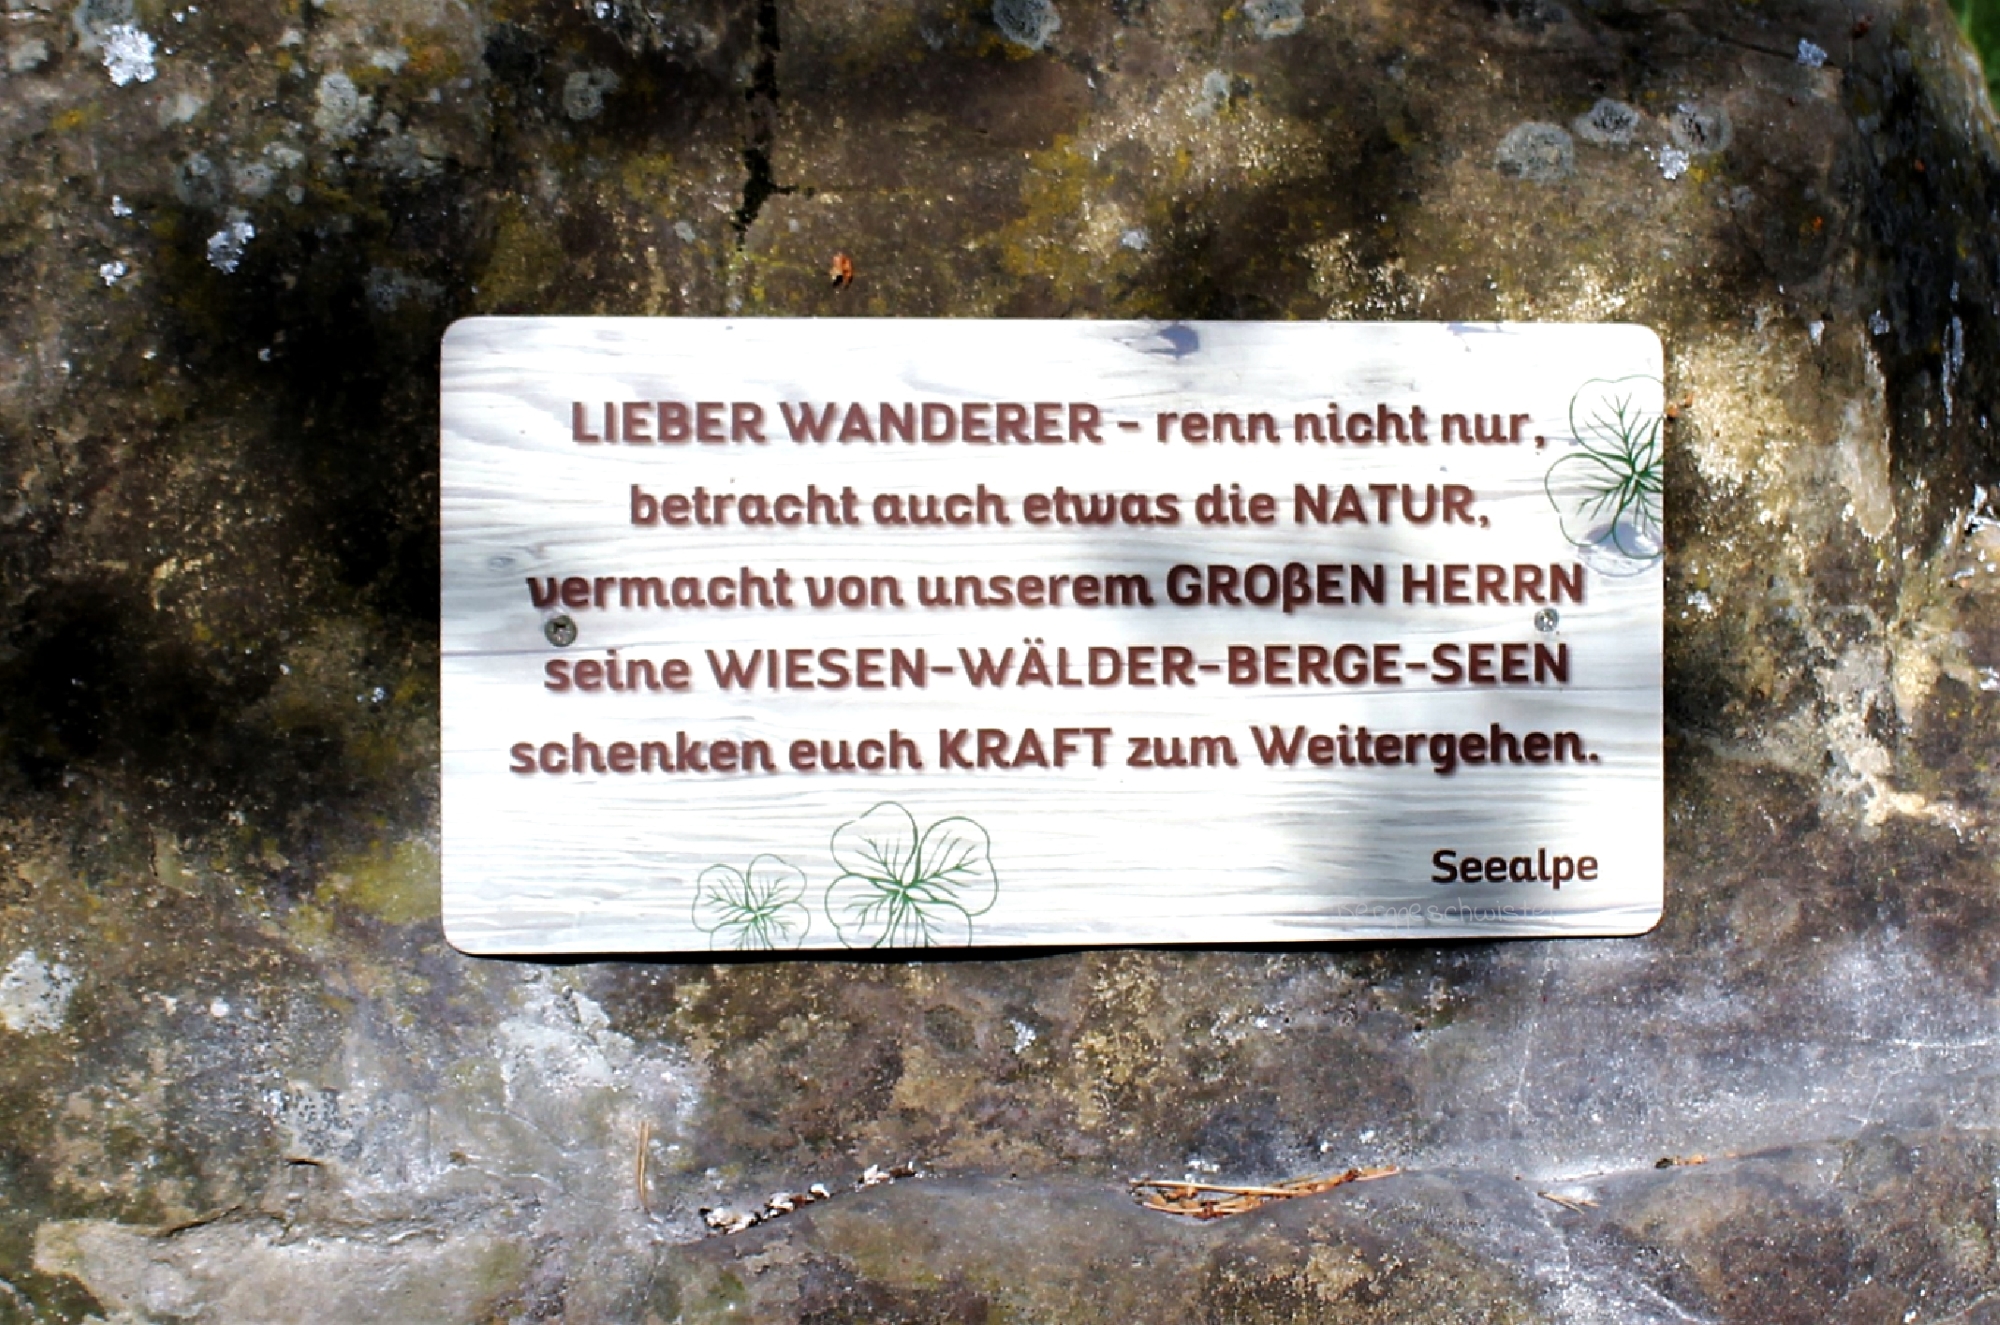 LIEBER WANDERER - renn nicht nur,
betracht auch etwas die NATUR,
vermacht von unserem GROßEN HERRN
seine WIESEN-WÄLDER-BERGE-SEEN
schenken euch KRAFT zum Weitergehen.
Seealpe